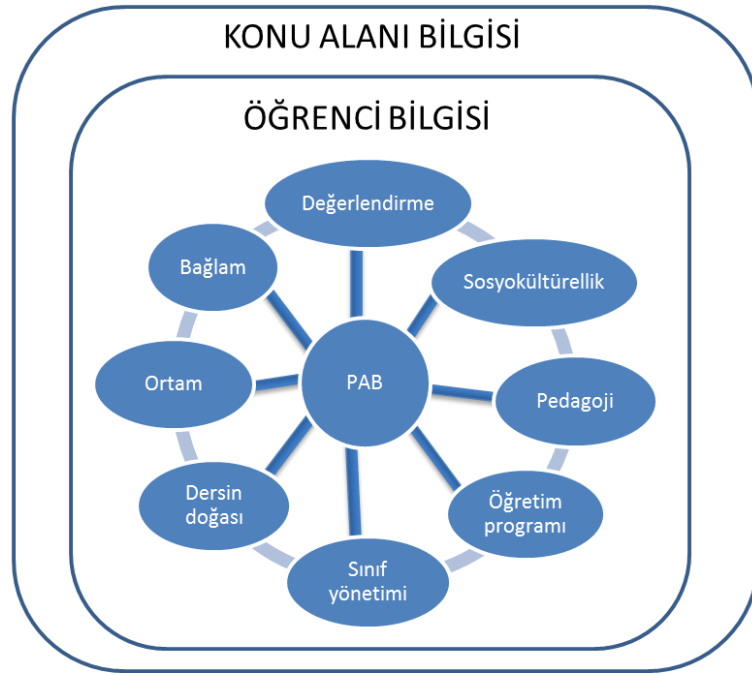 KONU ALANI BİLGİSİ
ÖĞRENCİ BİLGİSİ
Değerlendirme
Bağlam
Sosyokültürellik
Ortam
PAB
Pedagoji
Dersin
doğası
Öğretim
programı
Sınıf
yönetimi